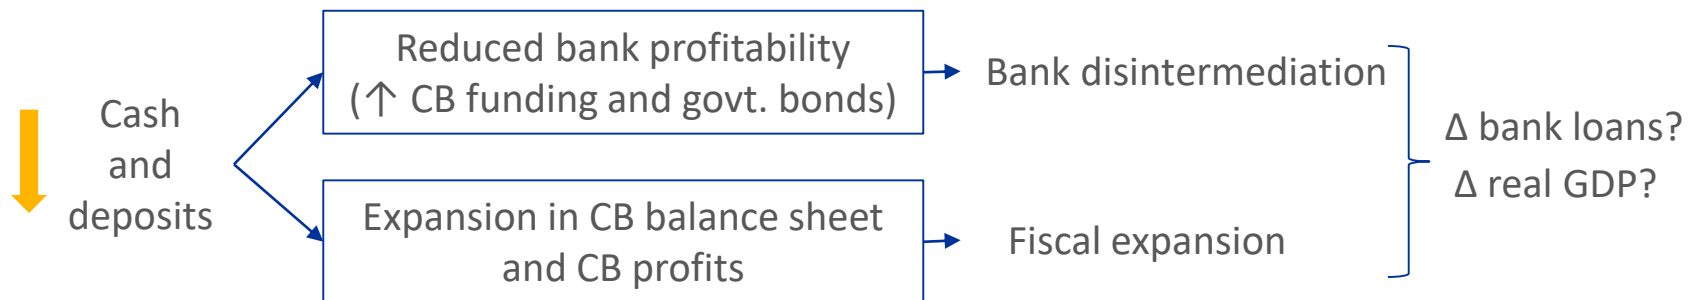 Cash
and
deposits
Reduced bank profitability
(↑ CB funding and govt. bonds)
Bank disintermediation
Expansion in CB balance sheet
and CB profits
Fiscal expansion
Δ bank loans?
Δ real GDP?